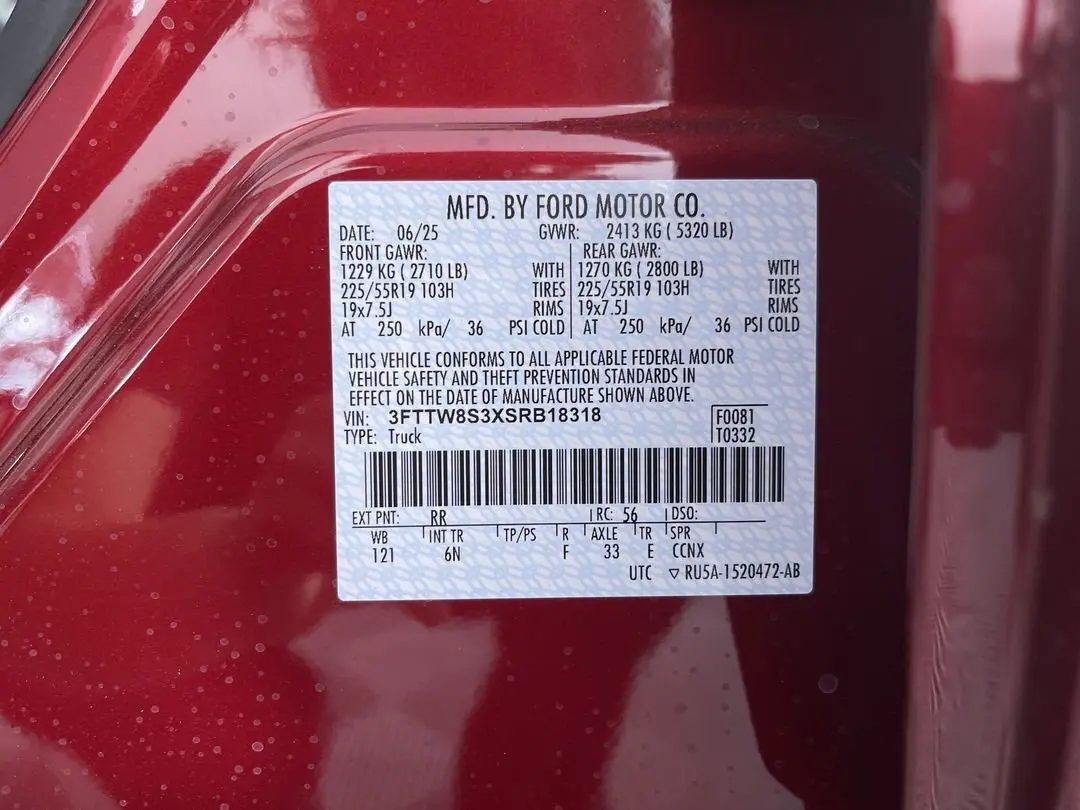 MFD. BY FORD MOTOR CO.
DATE: 06/25 GVWR: 2413 KG ( 5320 LB)
FRONT GAWR: REAR GAWR:
1229 KG ( 2710 LB) WITH 1270 KG ( 2800 LB) WITH
225/55R19 103H TIRES 225/55R19 103H TIRES
19x7.5J RIMS 19x7.5J RIMS
AT 250 kPa/ 36 PSI COLD AT 250 kPa/ 36 PSI COLD
THIS VEHICLE CONFORMS TO ALL APPLICABLE FEDERAL MOTOR
VEHICLE SAFETY AND THEFT PREVENTION STANDARDS IN
EFFECT ON THE DATE OF MANUFACTURE SHOWN ABOVE.
VIN: 3FTTW8S3XSRB18318 F0081
TYPE: Truck T0332
EXT PNT: RR RC: 56 DSO:
WB INT TR TP/PS R AXLE TR SPR
121 6N F 33 E CCNX
UTC ▽ RU5A-1520472-AB